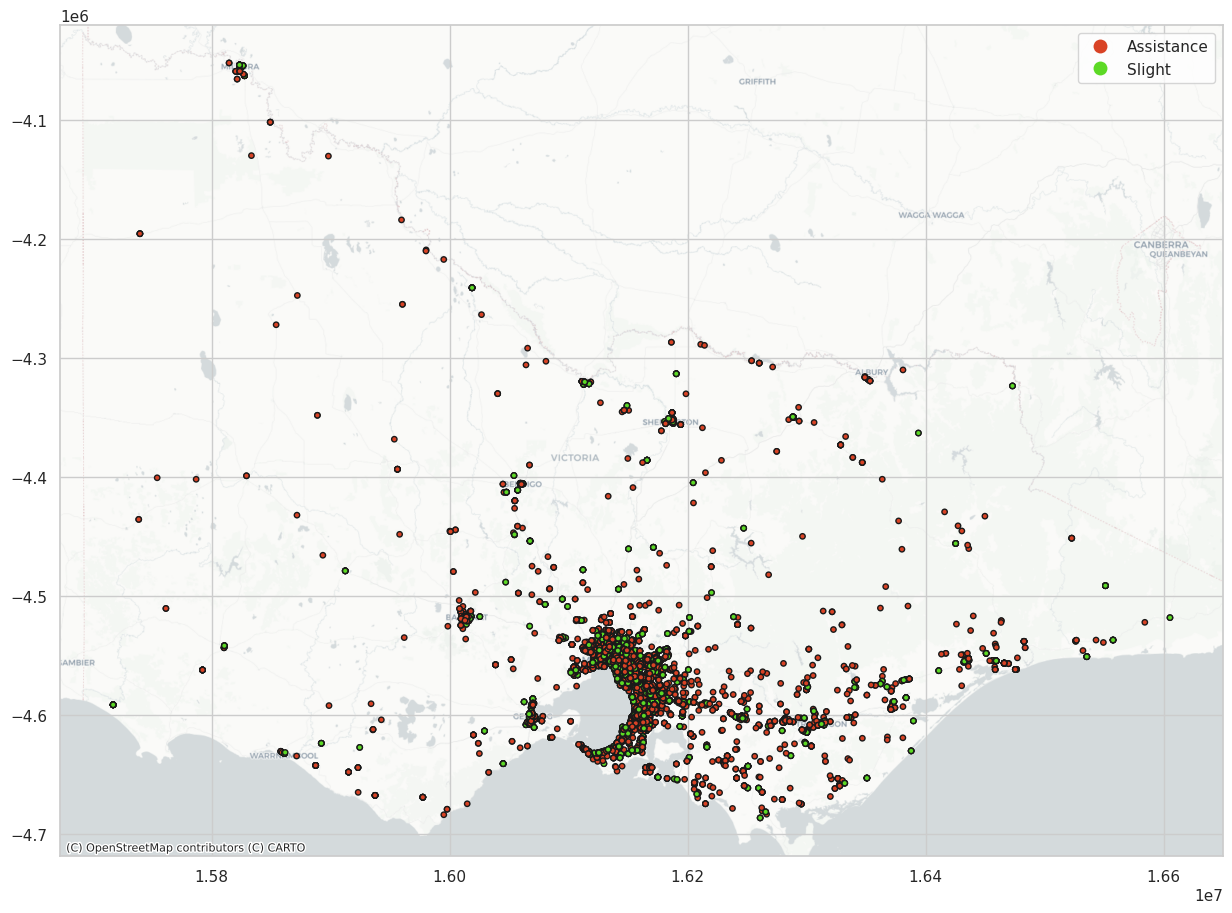 1e6
Assistance
Slight
GRIFFITH
−4.1
WAGGA WAGGA
−4.2
CANBERRA
QUEANBEYAN
−4.3
ALBURY
VICTORIA
−4.4
−4.5
GAMBIER
−4.6
WARRNAMBOOL
−4.7
(C) OpenStreetMap contributors (C) CARTO
1.58
1.60
1.62
1.64
1.66
1e7